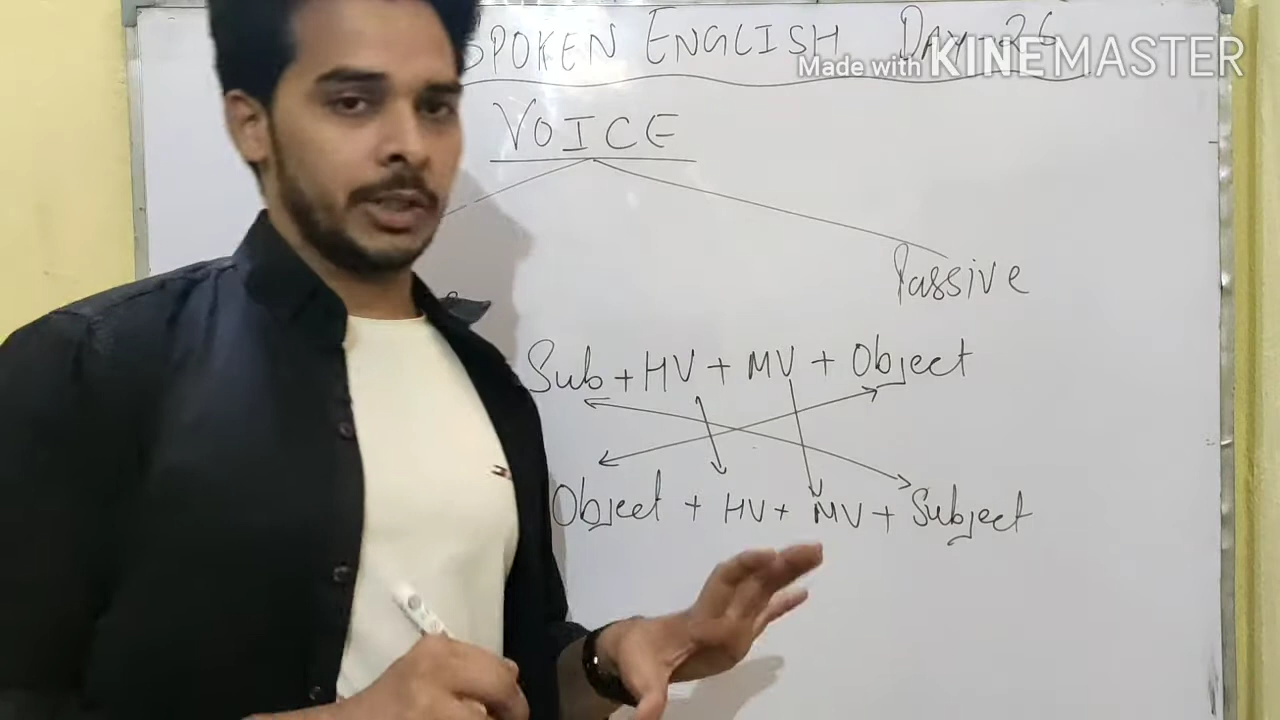 SPOKEN ENGLISH DAY-26
Made with KINEMASTER
VOICE
Passive
Sub + HV + MV + Object
Object + HV + MV + Subject